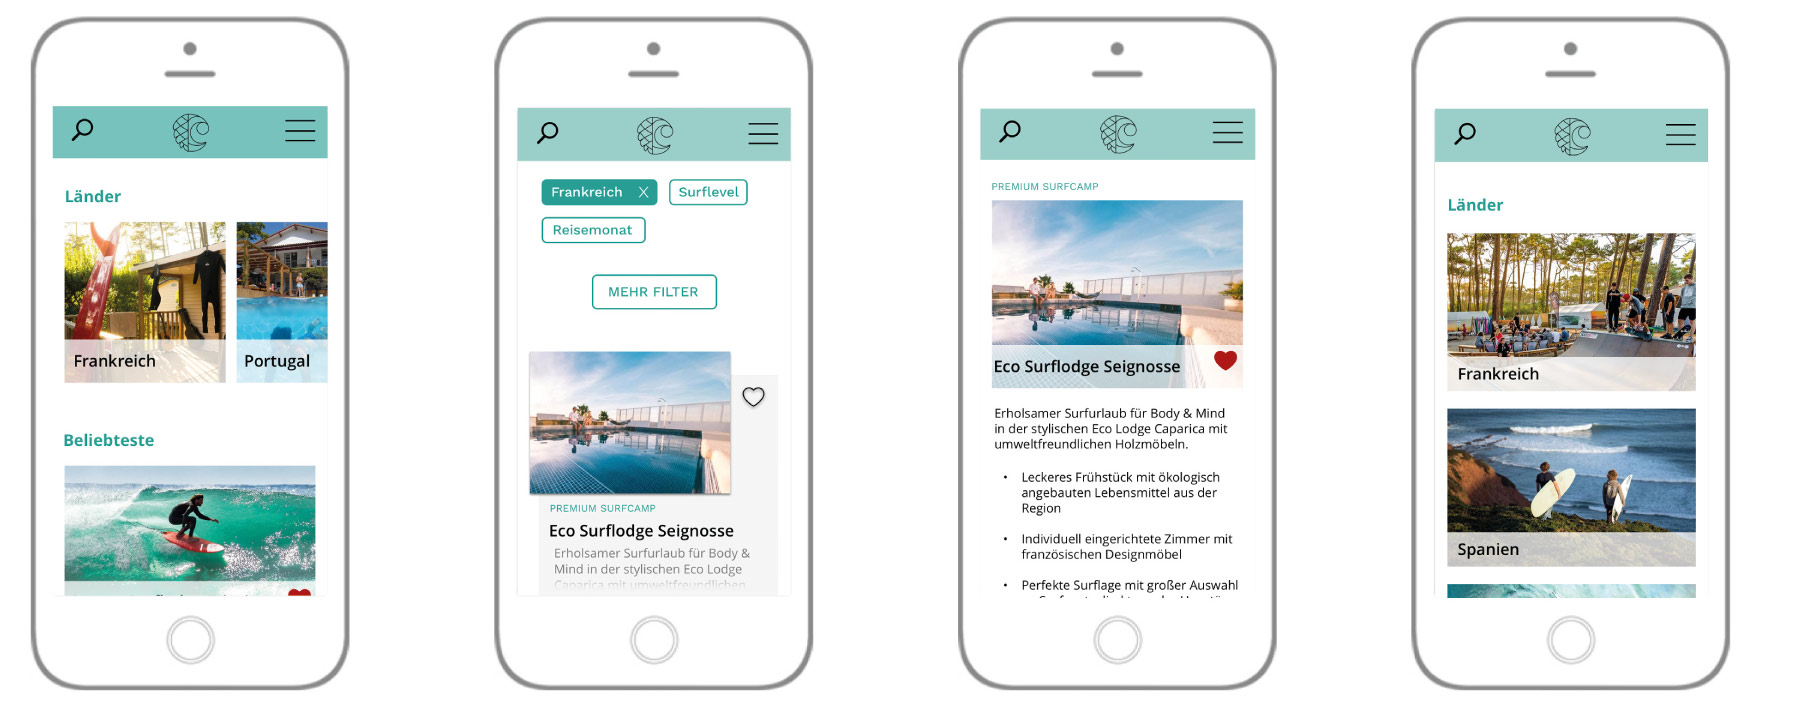 Länder
Frankreich
Portugal
Beliebteste
Frankreich X
Surflevel
Reisemonat
MEHR FILTER
PREMIUM SURFCAMP
Eco Surflodge Seignosse
Erholsamer Surfurlaub für Body &
Mind in der stylischen Eco Lodge
Caparica mit umweltfreundlichen
PREMIUM SURFCAMP
Eco Surflodge Seignosse
Erholsamer Surfurlaub für Body & Mind
in der stylischen Eco Lodge Caparica mit
umweltfreundlichen Holzmöbeln.
• Leckeres Frühstück mit ökologisch
angebauten Lebensmittel aus der
Region
• Individuell eingerichtete Zimmer mit
französischen Designmöbel
• Perfekte Surflage mit großer Auswahl
Länder
Frankreich
Spanien